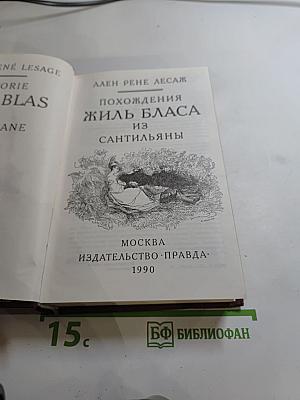 ENÉ LESAGE
ORIE
BLAS
ANE
АЛЕН РЕНЕ ЛЕСАЖ
ПОХОЖДЕНИЯ
ЖИЛЬ БЛАСА
ИЗ
САНТИЛЬЯНЫ
МОСКВА
ИЗДАТЕЛЬСТВО «ПРАВДА»
1990
15 с
БФ БИБЛИОФАН